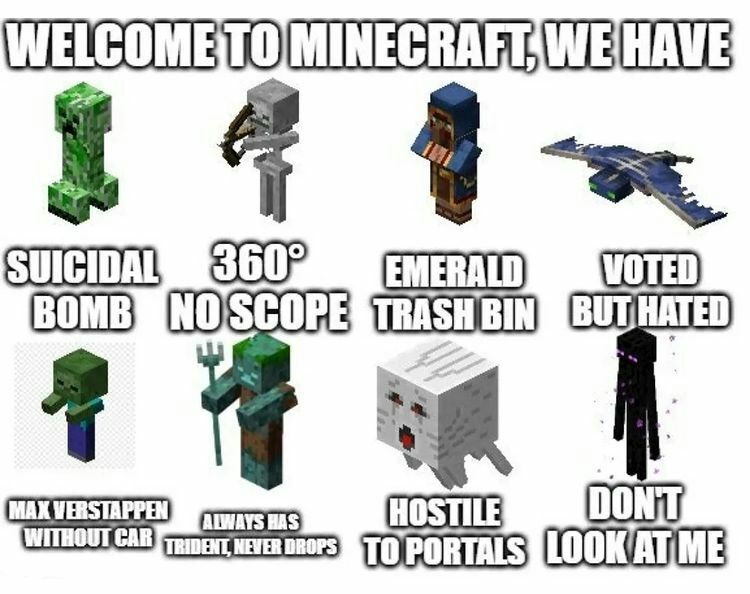 WELCOME TO MINECRAFT, WE HAVE
SUICIDAL
BOMB
360°
NO SCOPE
EMERALD
TRASH BIN
VOTED
BUT HATED
MAX VERSTAPPEN
WITHOUT CAR
ALWAYS HAS
TRIDENT, NEVER DROPS
HOSTILE
TO PORTALS
DON'T
LOOK AT ME